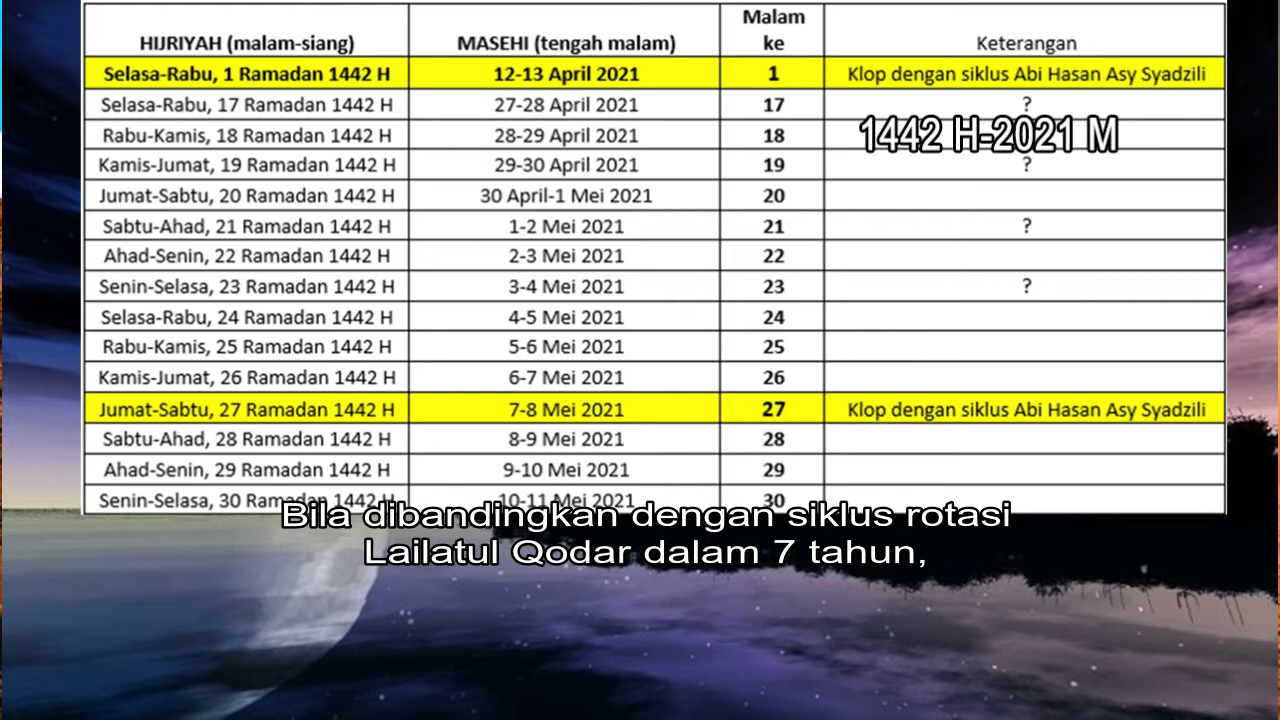 HIJRIYAH (malam-siang) MASEHI (tengah malam) Malam ke Keterangan
Selasa-Rabu, 1 Ramadan 1442 H 12-13 April 2021 1 Klop dengan siklus Abi Hasan Asy Syadzili
Selasa-Rabu, 17 Ramadan 1442 H 27-28 April 2021 17 ?
Rabu-Kamis, 18 Ramadan 1442 H 28-29 April 2021 18
1442 H-2021 M
Kamis-Jumat, 19 Ramadan 1442 H 29-30 April 2021 19 ?
Jumat-Sabtu, 20 Ramadan 1442 H 30 April-1 Mei 2021 20
Sabtu-Ahad, 21 Ramadan 1442 H 1-2 Mei 2021 21 ?
Ahad-Senin, 22 Ramadan 1442 H 2-3 Mei 2021 22
Senin-Selasa, 23 Ramadan 1442 H 3-4 Mei 2021 23 ?
Selasa-Rabu, 24 Ramadan 1442 H 4-5 Mei 2021 24
Rabu-Kamis, 25 Ramadan 1442 H 5-6 Mei 2021 25
Kamis-Jumat, 26 Ramadan 1442 H 6-7 Mei 2021 26
Jumat-Sabtu, 27 Ramadan 1442 H 7-8 Mei 2021 27 Klop dengan siklus Abi Hasan Asy Syadzili
Sabtu-Ahad, 28 Ramadan 1442 H 8-9 Mei 2021 28
Ahad-Senin, 29 Ramadan 1442 H 9-10 Mei 2021 29
Senin-Selasa, 30 Ramadan 1442 H 10-11 Mei 2021 30
Bila dibandingkan dengan siklus rotasi
Lailatul Qodar dalam 7 tahun,